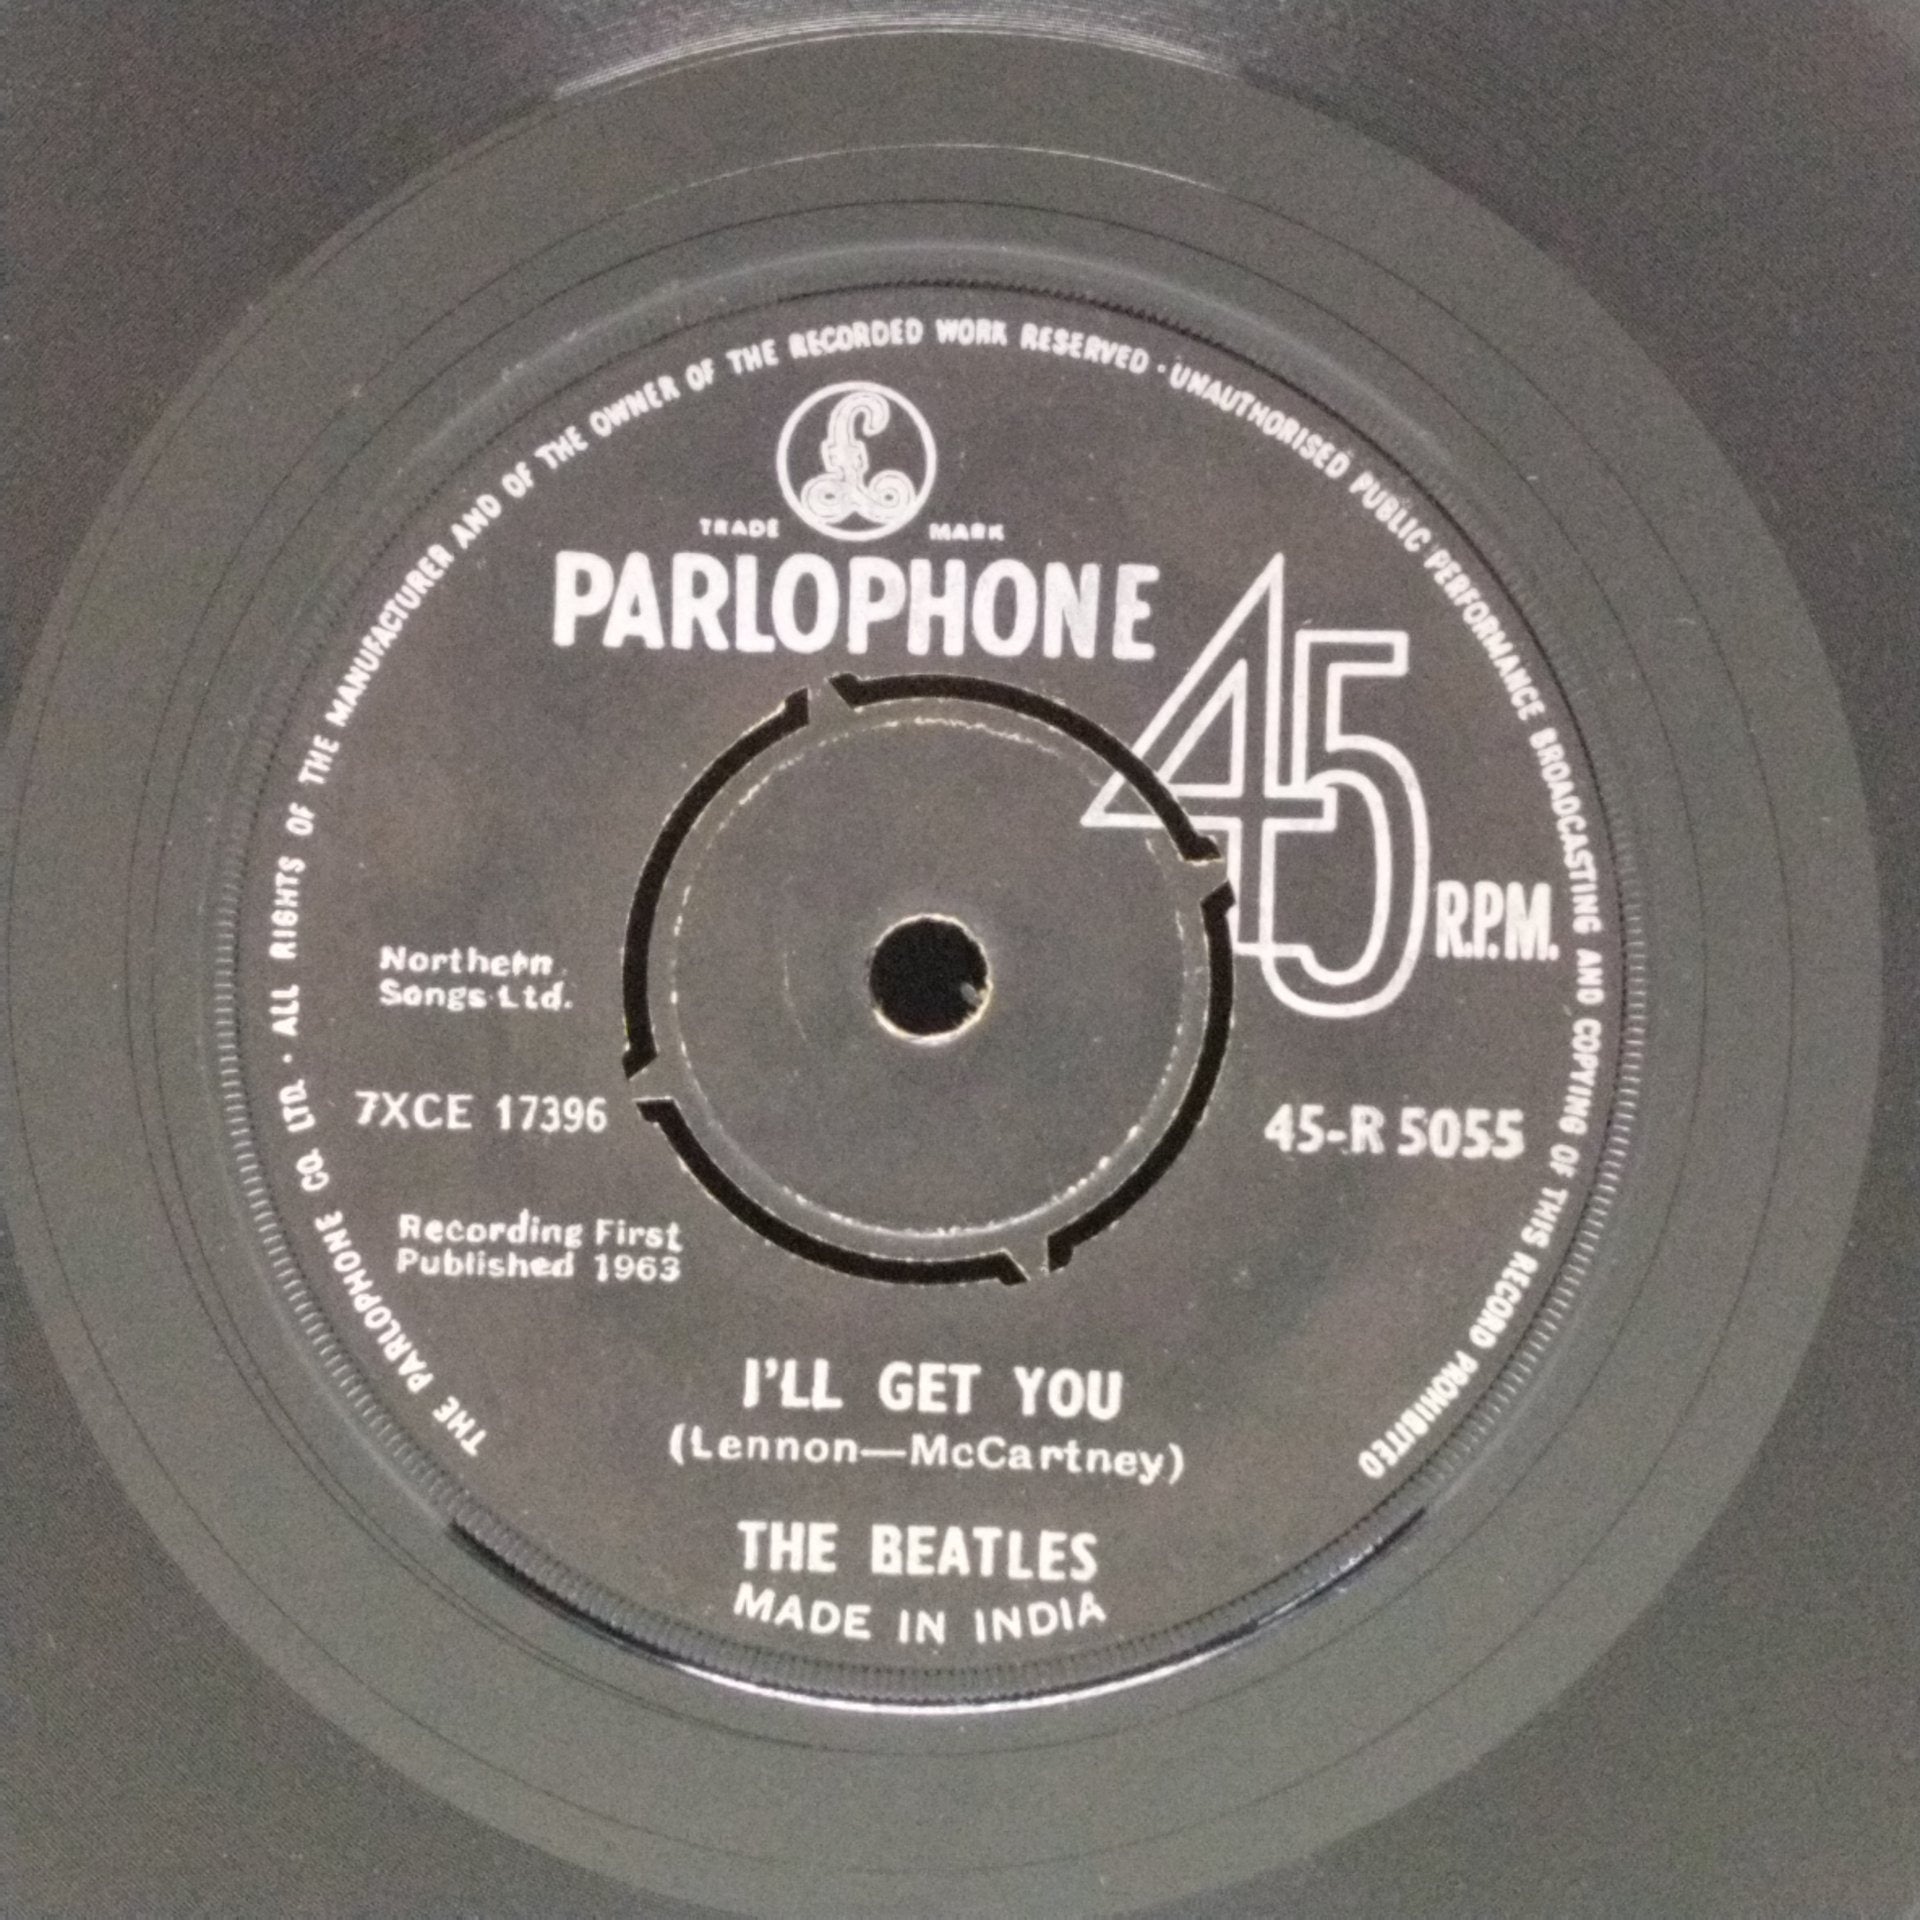 THE PARLOPHONE CO. LTD. · ALL RIGHTS OF THE MANUFACTURER AND OF THE OWNER OF THE RECORDED WORK RESERVED · UNAUTHORISED PUBLIC PERFORMANCE BROADCASTING AND COPYING OF THIS RECORD PROHIBITED
£
TRADE MARK
PARLOPHONE
45 R.P.M.
Northern
Songs Ltd.
7XCE 17396
45-R 5055
Recording First
Published 1963
I'LL GET YOU
(Lennon—McCartney)
THE BEATLES
MADE IN INDIA